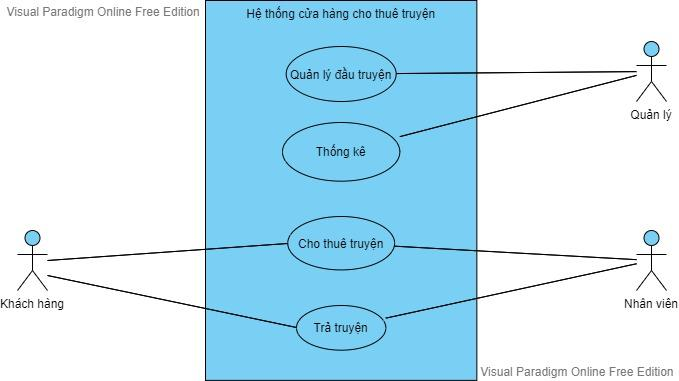 Visual Paradigm Online Free Edition
Hệ thống cửa hàng cho thuê truyện
Quản lý đầu truyện
Quản lý
Thống kê
Cho thuê truyện
Khách hàng
Nhân viên
Trả truyện
Visual Paradigm Online Free Edition